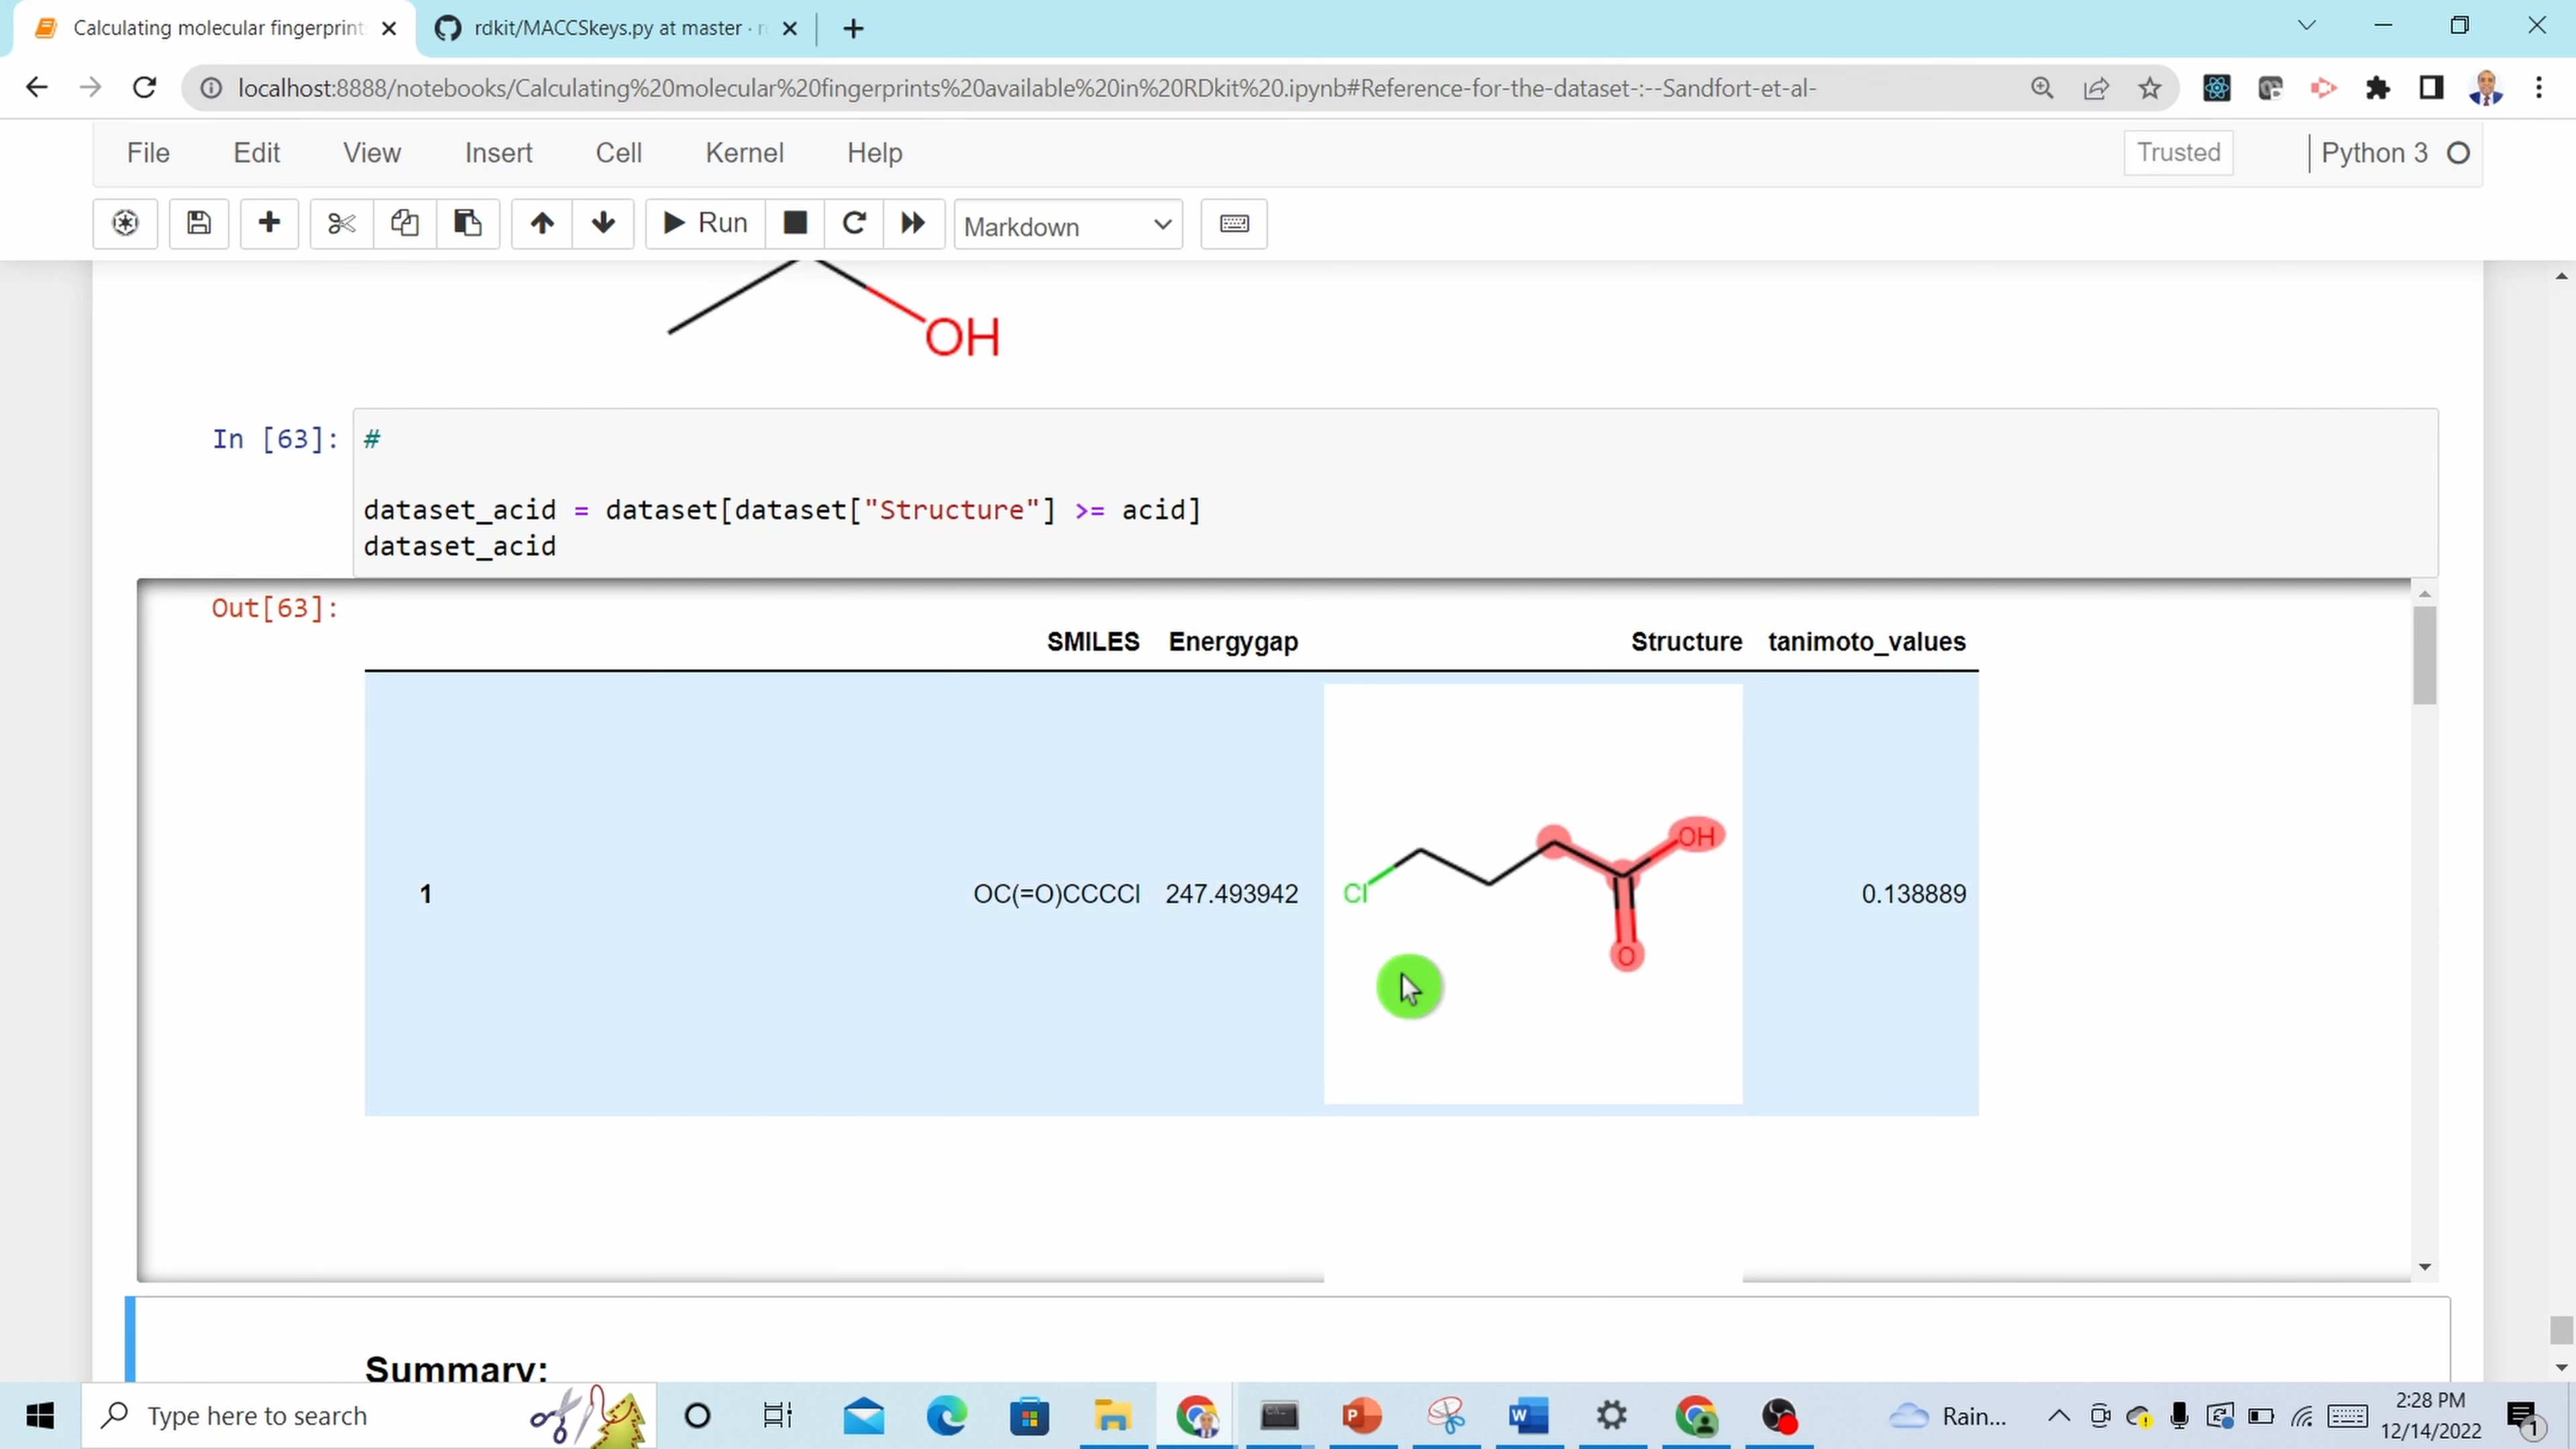 Calculating molecular fingerprint
rdkit/MACCSkeys.py at master · r
localhost:8888/notebooks/Calculating%20molecular%20fingerprints%20available%20in%20RDkit%20.ipynb#Reference-for-the-dataset-:--Sandfort-et-al-
File Edit View Insert Cell Kernel Help Trusted Python 3
Run Markdown
OH
In [63]: #
dataset_acid = dataset[dataset["Structure"] >= acid]
dataset_acid
Out[63]:
SMILES Energygap Structure tanimoto_values
OH
1 OC(=O)CCCCl 247.493942 Cl 0.138889
O
Summary:
Type here to search
Rain...
2:28 PM
12/14/2022
1